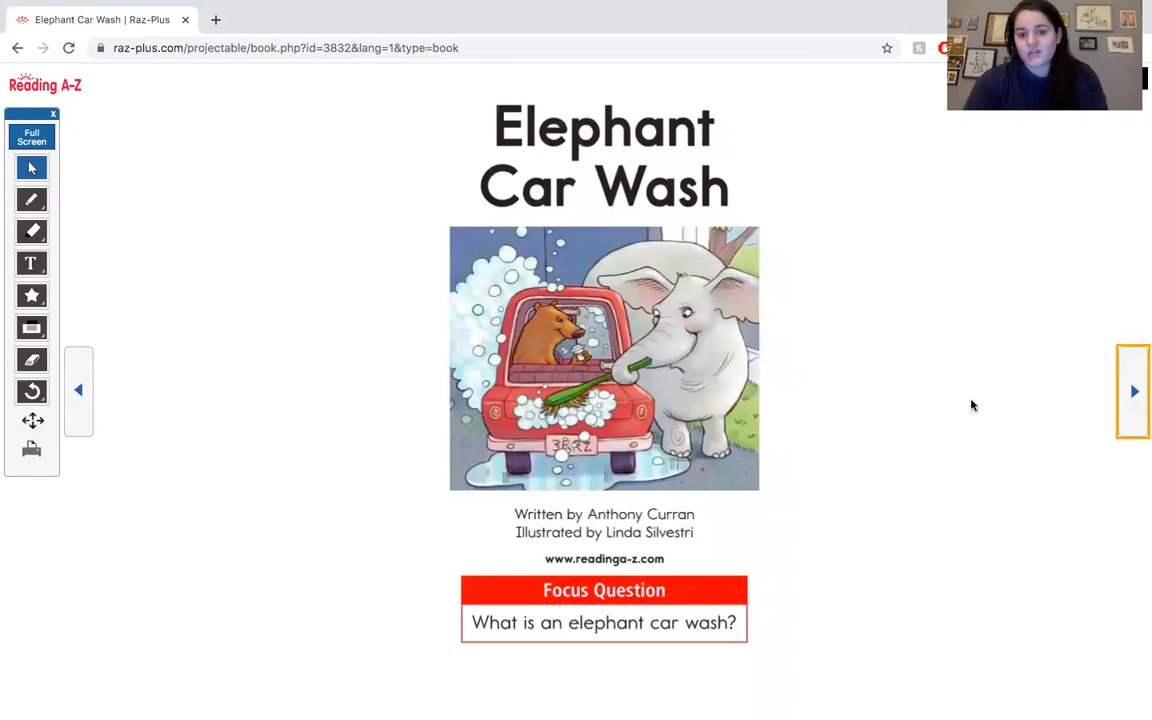 Elephant Car Wash | Raz-Plus
raz-plus.com/projectable/book.php?id=3832&lang=1&type=book
Reading A-Z
X
Full
Screen
T
Elephant
Car Wash
Written by Anthony Curran
Illustrated by Linda Silvestri
www.readinga-z.com
Focus Question
What is an elephant car wash?